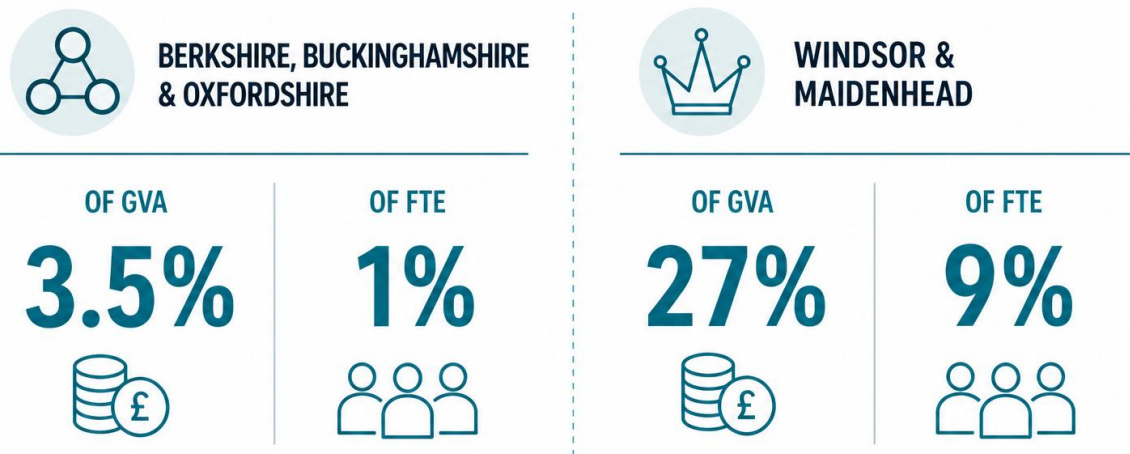 BERKSHIRE, BUCKINGHAMSHIRE
& OXFORDSHIRE
OF GVA
3.5%
£
OF FTE
1%
WINDSOR &
MAIDENHEAD
OF GVA
27%
£
OF FTE
9%